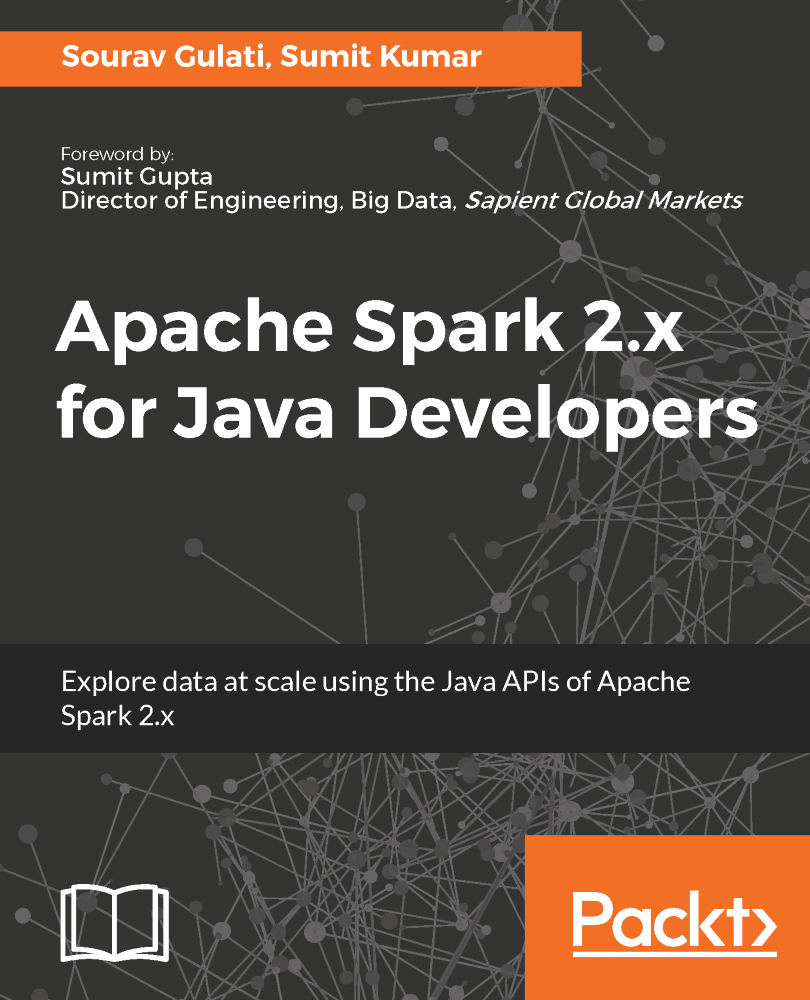 Sourav Gulati, Sumit Kumar
Foreword by:
Sumit Gupta
Director of Engineering, Big Data, Sapient Global Markets
Apache Spark 2.x
for Java Developers
Explore data at scale using the Java APIs of Apache
Spark 2.x
Packt>